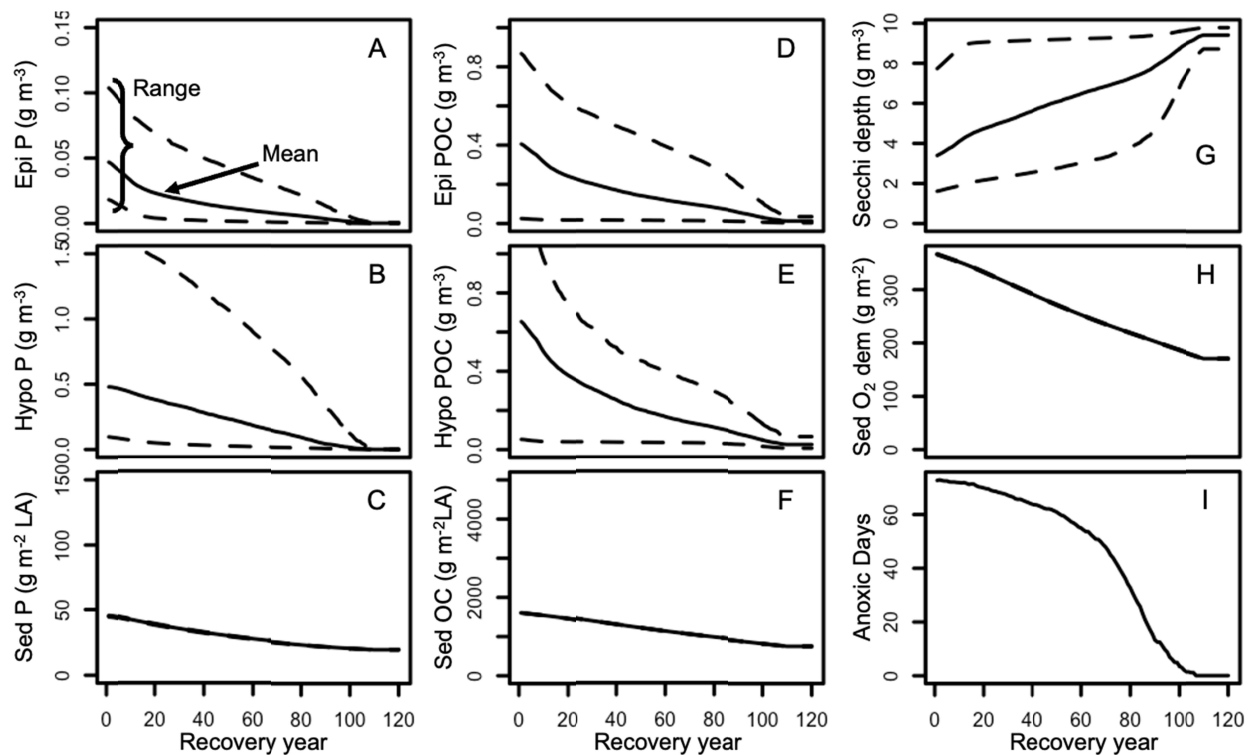 Epi P (g m-3)
0.00 0.05 0.10 0.15
A
Range
Mean
Epi POC (g m-3)
0.0 0.4 0.8
D
Secchi depth (g m-3)
0 2 4 6 8 10
G
Hypo P (g m-3)
0.0 0.5 1.0 1.5
B
Hypo POC (g m-3)
0.0 0.4 0.8
E
Sed O2 dem (g m-2)
0 100 200 300
H
Sed P (g m-2 LA)
0 50 100 150
C
0 20 40 60 80 100 120
Recovery year
Sed OC (g m-2LA)
0 2000 4000
F
0 20 40 60 80 100 120
Recovery year
Anoxic Days
0 20 40 60
I
0 20 40 60 80 100 120
Recovery year